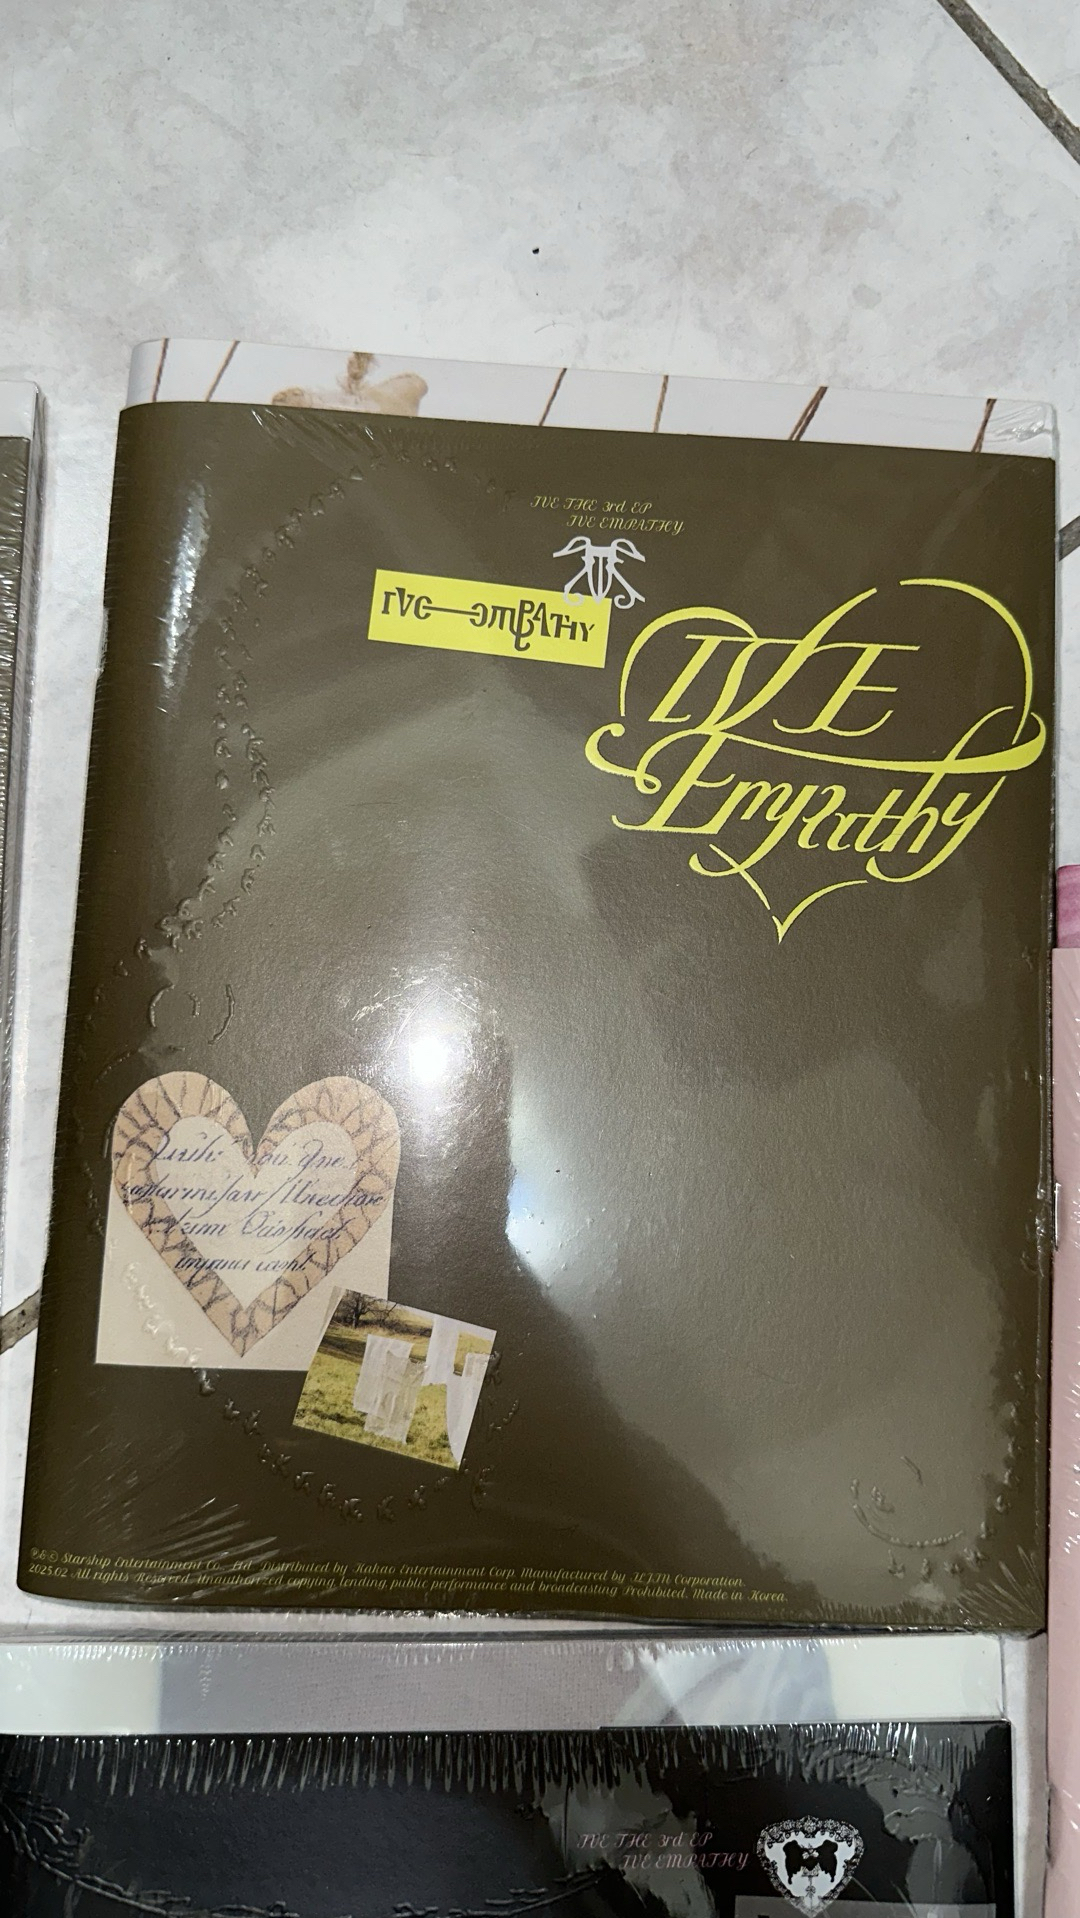 IVE THE 3rd EP
IVE EMPATHY
IVE EMPATHY
IVE
Empathy
℗&© Starship Entertainment Co., Ltd. Distributed by Kakao Entertainment Corp. Manufactured by
Corporation.
2025.02 All rights Reserved. Unauthorized copying, lending, public performance and broadcasting Prohibited. Made in Korea.
IVE THE 3rd EP
IVE EMPATHY